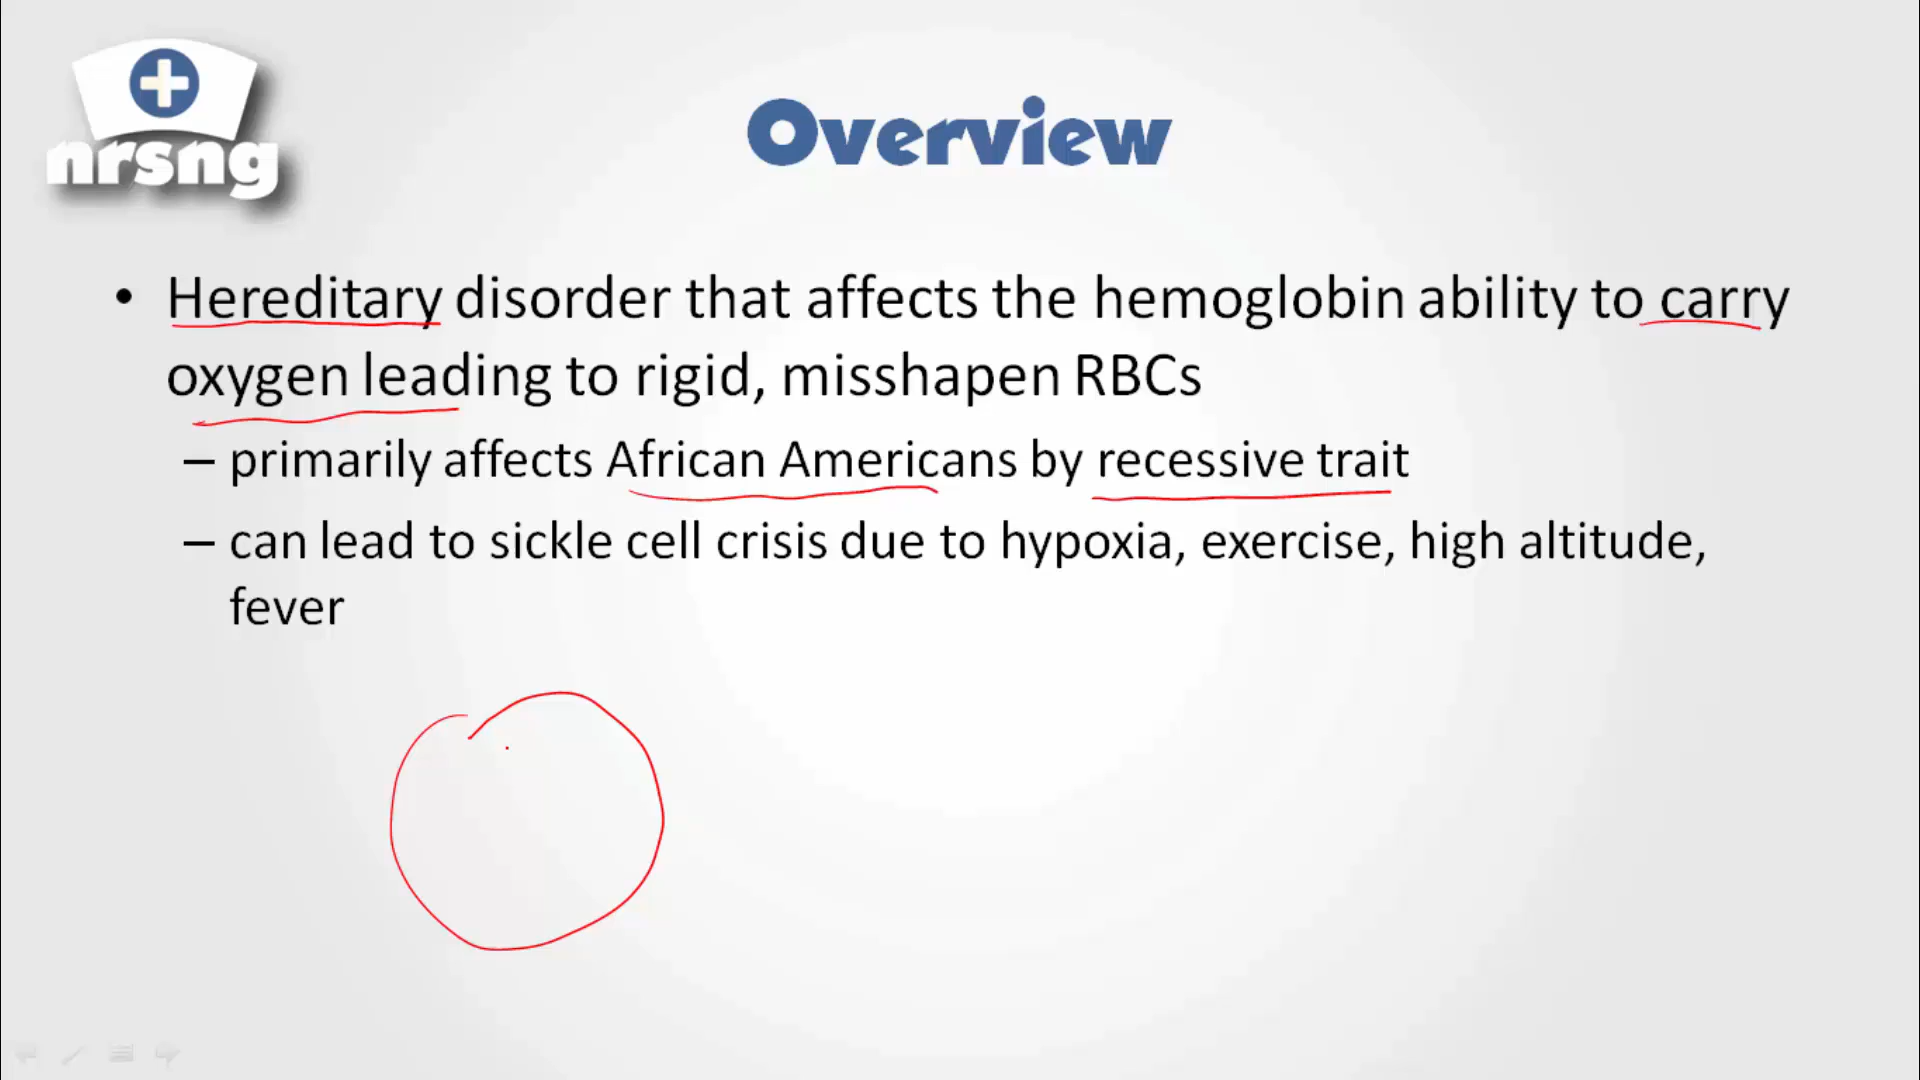 nrsng
Overview
• Hereditary disorder that affects the hemoglobin ability to carry
oxygen leading to rigid, misshapen RBCs
– primarily affects African Americans by recessive trait
– can lead to sickle cell crisis due to hypoxia, exercise, high altitude,
fever